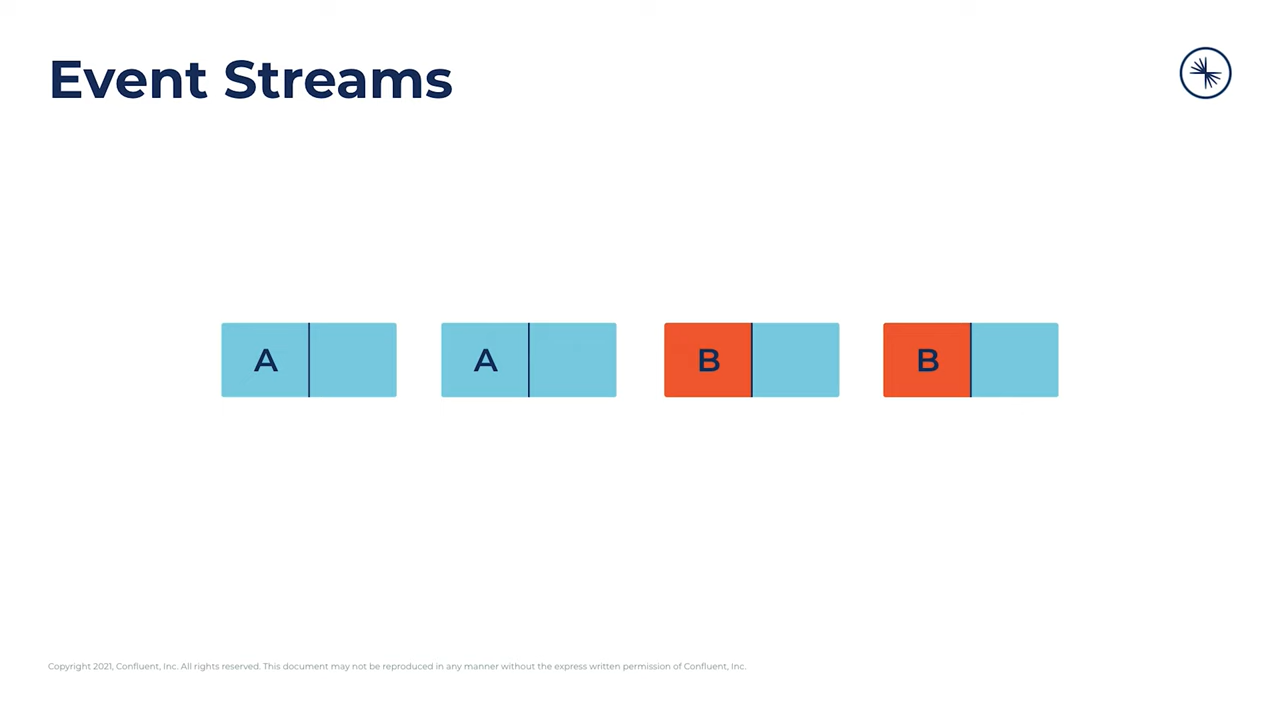 Event Streams
A A B B
Copyright 2021, Confluent, Inc. All rights reserved. This document may not be reproduced in any manner without the express written permission of Confluent, Inc.